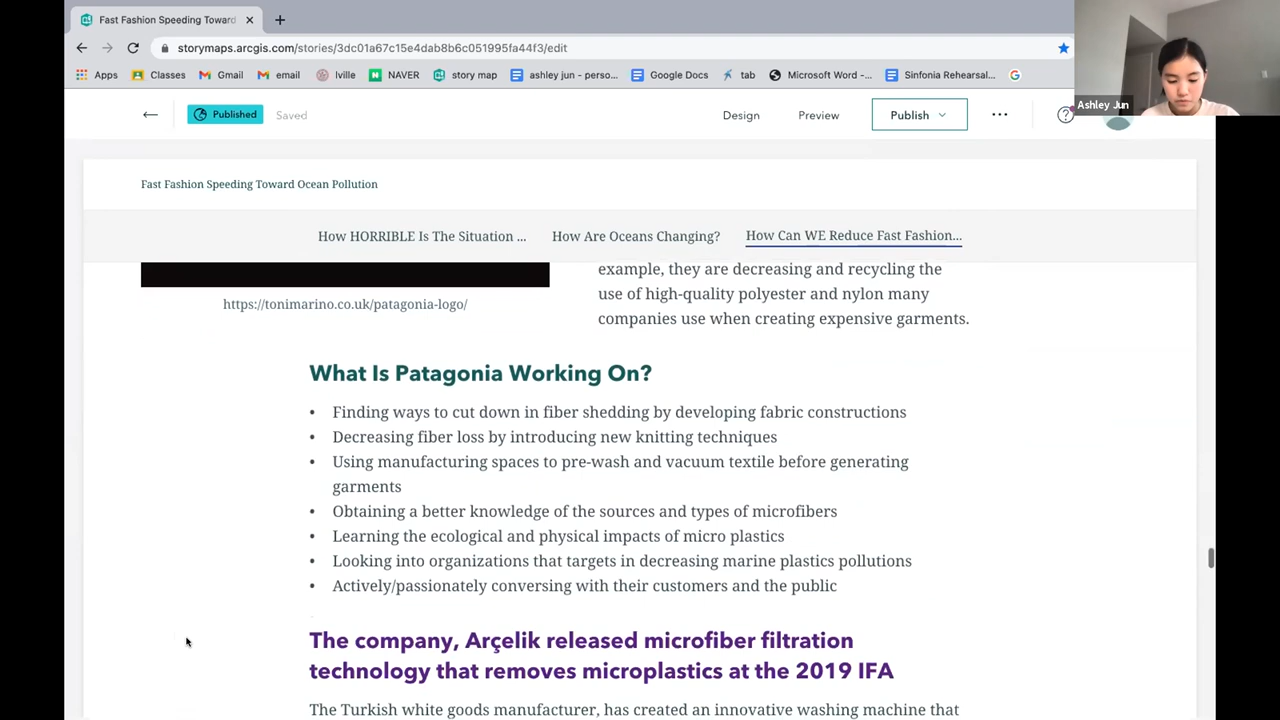 Fast Fashion Speeding Toward
storymaps.arcgis.com/stories/3dc01a67c15e4dab8b6c051995fa44f3/edit
Apps Classes Gmail email lville NAVER story map ashley jun - perso... Google Docs tab Microsoft Word -... Sinfonia Rehearsal...
Ashley Jun
Published Saved Design Preview Publish
Fast Fashion Speeding Toward Ocean Pollution
How HORRIBLE Is The Situation ... How Are Oceans Changing? How Can WE Reduce Fast Fashion...
example, they are decreasing and recycling the
use of high-quality polyester and nylon many
companies use when creating expensive garments.
https://tonimarino.co.uk/patagonia-logo/
What Is Patagonia Working On?
• Finding ways to cut down in fiber shedding by developing fabric constructions
• Decreasing fiber loss by introducing new knitting techniques
• Using manufacturing spaces to pre-wash and vacuum textile before generating
garments
• Obtaining a better knowledge of the sources and types of microfibers
• Learning the ecological and physical impacts of micro plastics
• Looking into organizations that targets in decreasing marine plastics pollutions
• Actively/passionately conversing with their customers and the public
The company, Arçelik released microfiber filtration
technology that removes microplastics at the 2019 IFA
The Turkish white goods manufacturer, has created an innovative washing machine that